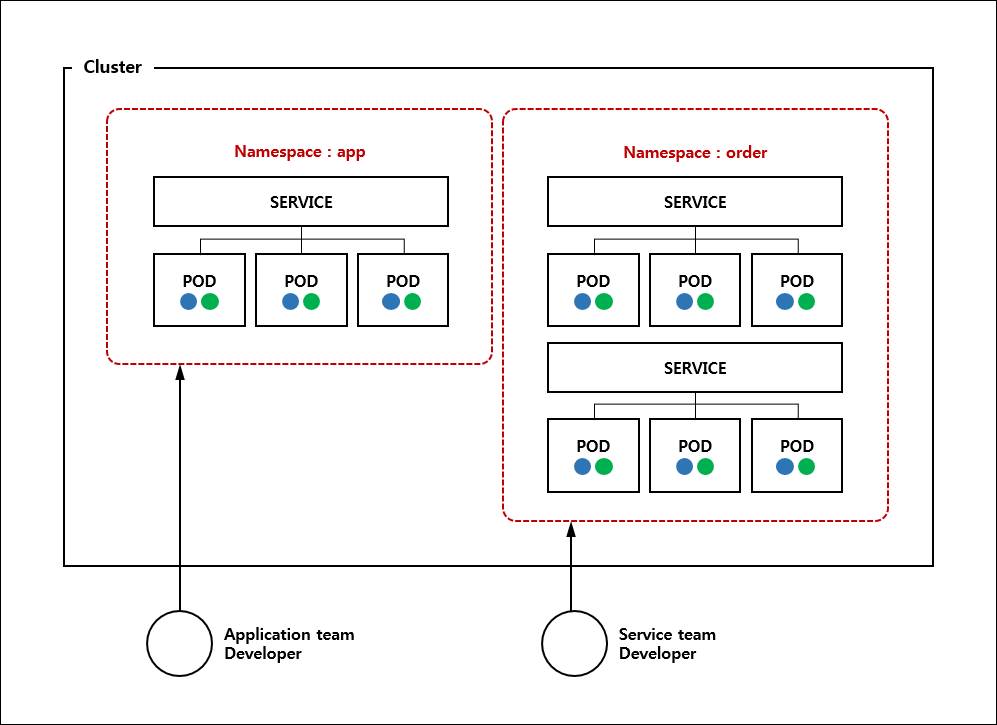 Cluster
Namespace : app
SERVICE
POD
POD
POD
Namespace : order
SERVICE
POD
POD
POD
SERVICE
POD
POD
POD
Application team
Developer
Service team
Developer